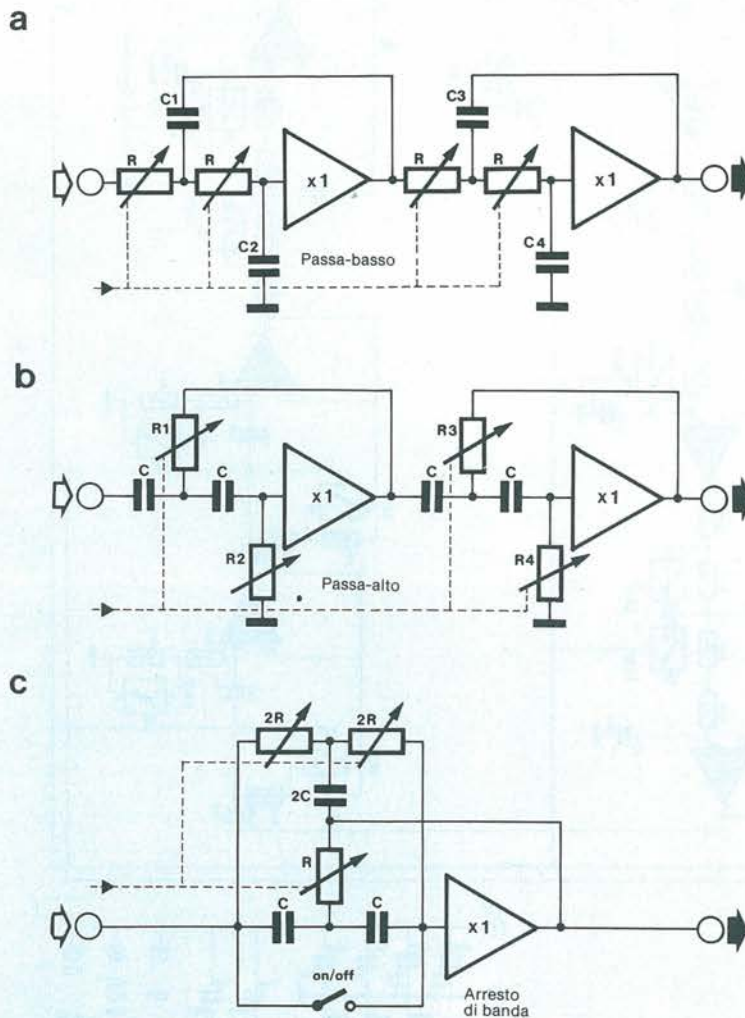 a
C1
C3
R
R
x1
R
R
x1
C2
C4
Passa-basso
b
R1
R3
C
C
x1
C
C
x1
R2
R4
Passa-alto
c
2R
2R
2C
R
C
C
x1
on/off
Arresto
di banda